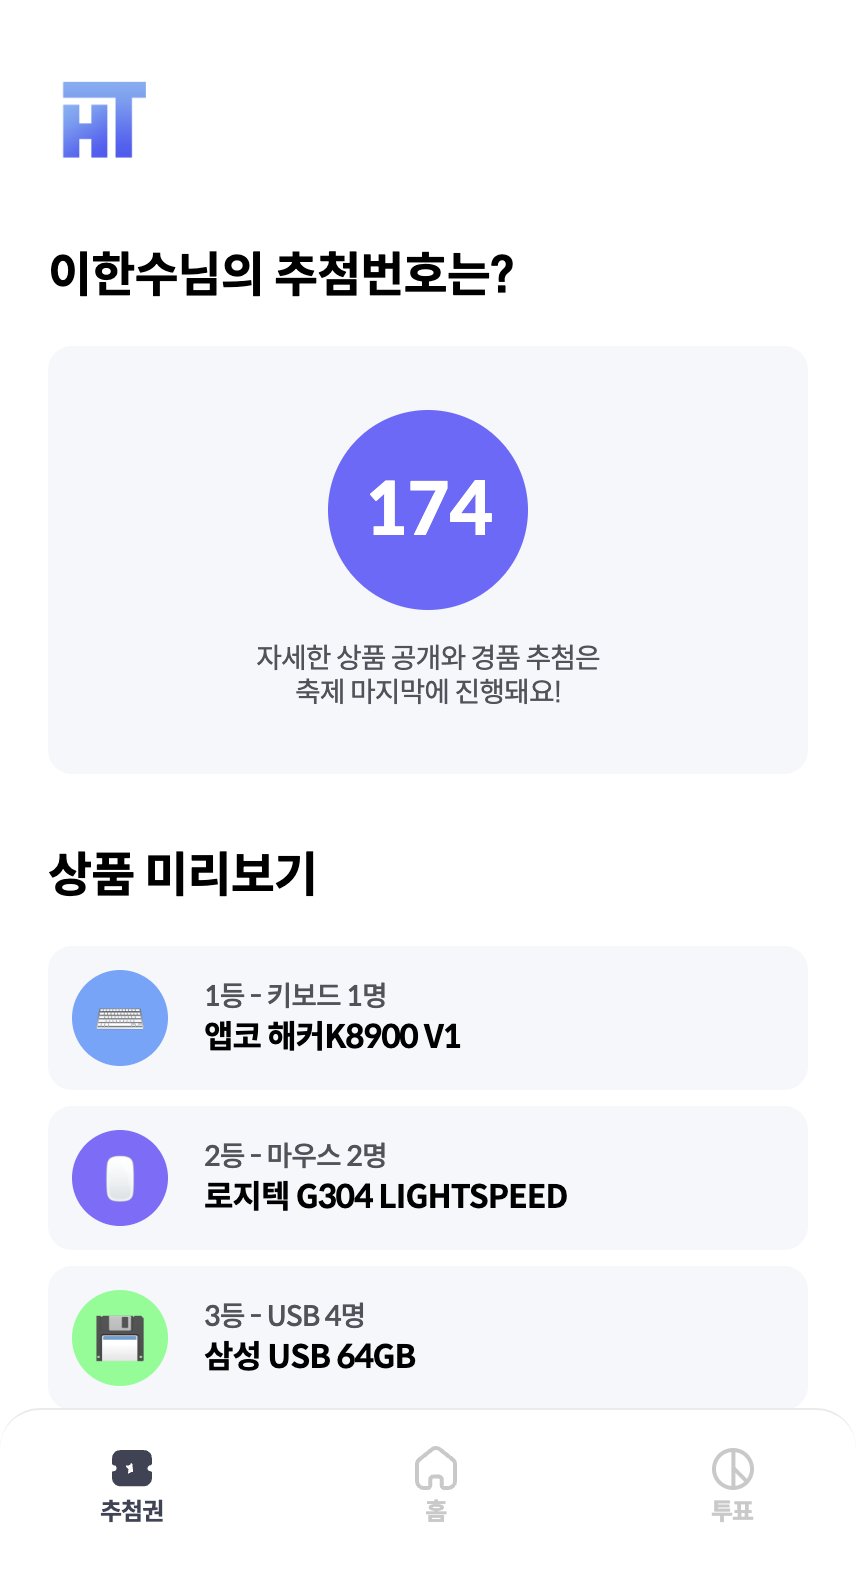 HT
이한수님의 추첨번호는?
174
자세한 상품 공개와 경품 추첨은
축제 마지막에 진행돼요!
상품 미리보기
1등 - 키보드 1명
앱코 해커K8900 V1
2등 - 마우스 2명
로지텍 G304 LIGHTSPEED
3등 - USB 4명
삼성 USB 64GB
추첨권
홈
투표